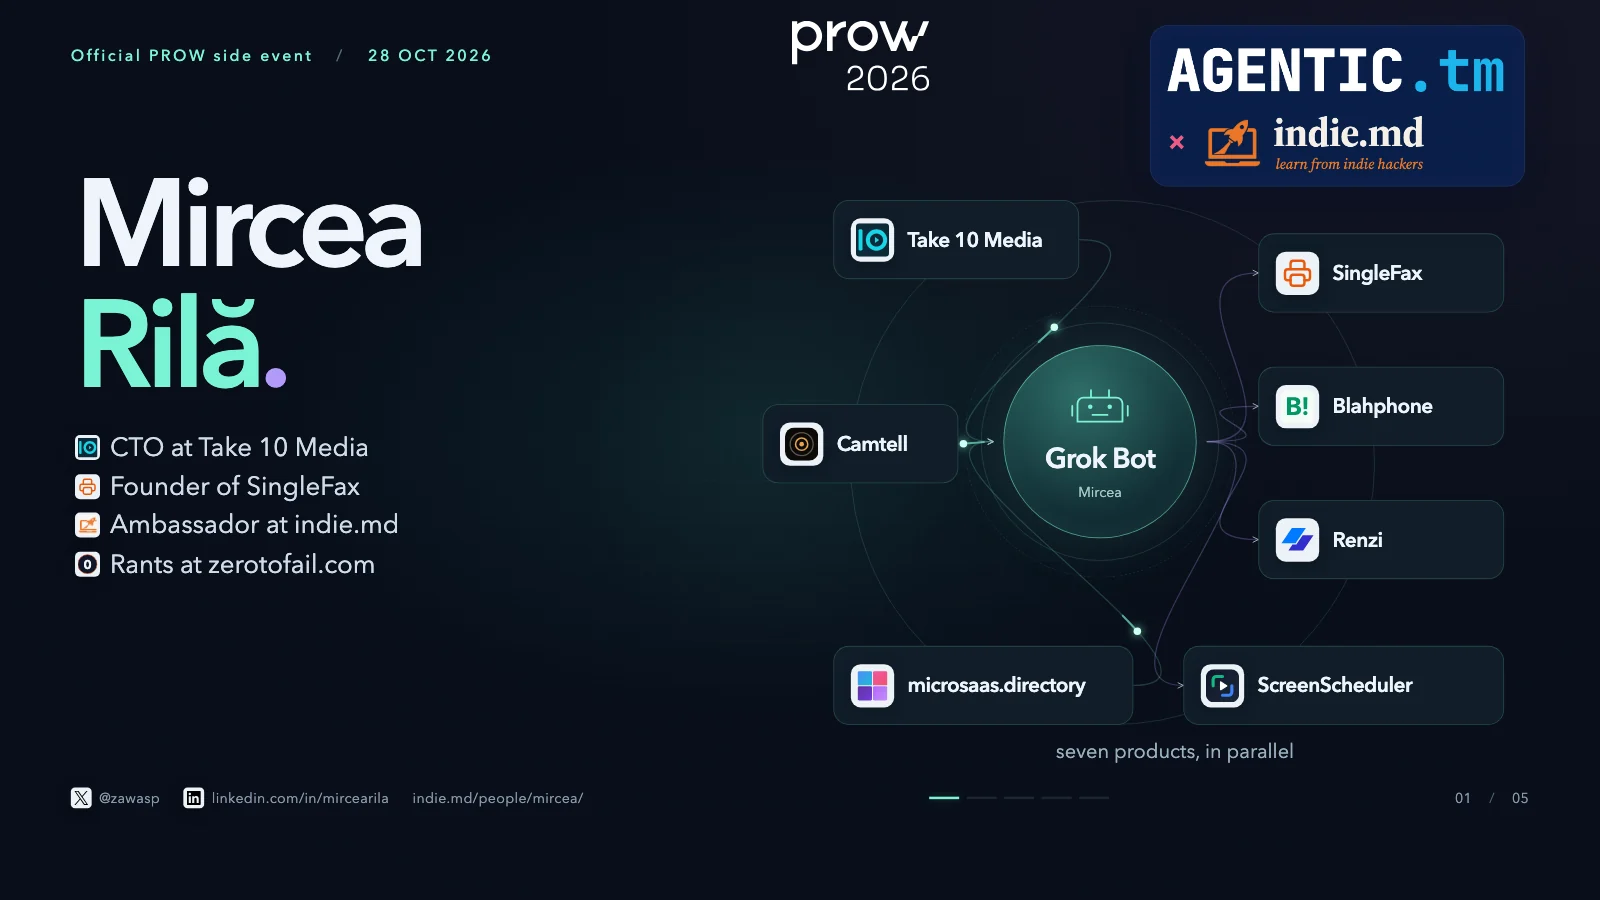 Official PROW side event / 28 OCT 2026
prow
2026
AGENTIC.tm
× indie.md
learn from indie hackers
Mircea
Rilă.
CTO at Take 10 Media
Founder of SingleFax
Ambassador at indie.md
0 Rants at zerotofail.com
Take 10 Media
SingleFax
B! Blahphone
Camtell
Grok Bot
Mircea
Renzi
microsaas.directory
ScreenScheduler
seven products, in parallel
X @zawasp in linkedin.com/in/mircearila indie.md/people/mircea/
01 / 05